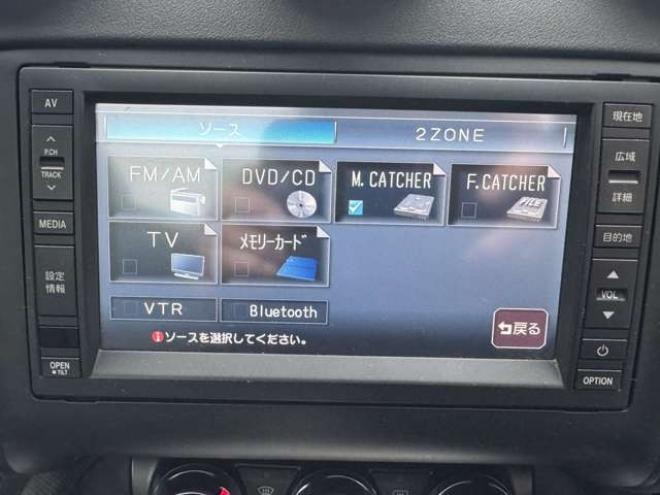 AV
P.CH
TRACK
MEDIA
設定
情報
OPEN
TILT
ソース
2ZONE
FM/AM
DVD/CD
M. CATCHER
F. CATCHER
FILE
TV
メモリーカード
VTR
Bluetooth
ソースを選択してください。
戻る
現在地
広域
詳細
目的地
VOL
OPTION